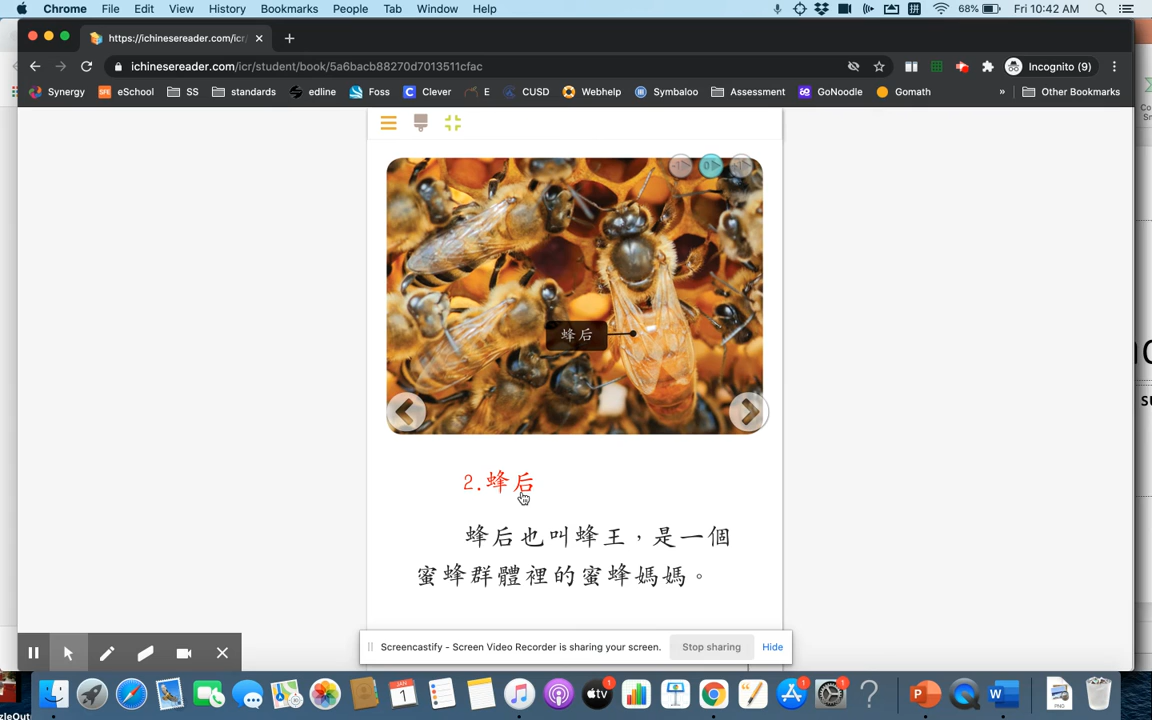 Chrome File Edit View History Bookmarks People Tab Window Help 68% Fri 10:42 AM
https://ichinesereader.com/icr/
ichinesereader.com/icr/student/book/5a6bacb88270d7013511cfac Incognito (9)
Synergy eSchool SS standards edline Foss Clever E CUSD Webhelp Symbaloo Assessment GoNoodle Gomath » Other Bookmarks
蜂后
2.蜂后
蜂后也叫蜂王，是一個
蜜蜂群體裡的蜜蜂媽媽。
Screencastify - Screen Video Recorder is sharing your screen. Stop sharing Hide